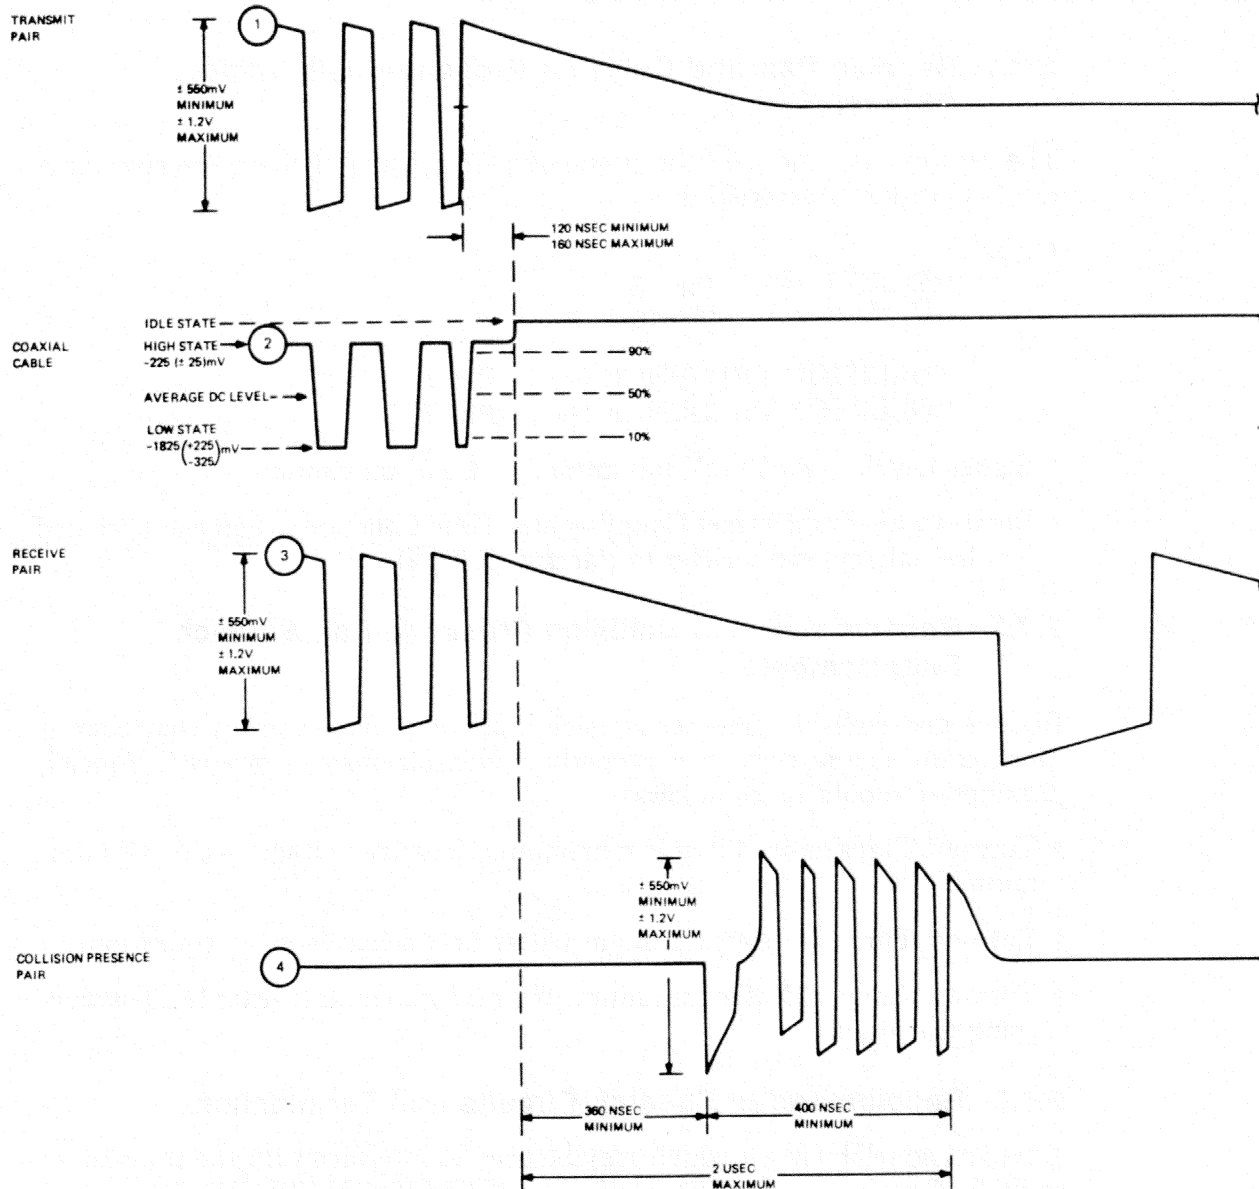 TRANSMIT
PAIR
1
± 550mV
MINIMUM
± 1.2V
MAXIMUM
120 NSEC MINIMUM
160 NSEC MAXIMUM
IDLE STATE
COAXIAL
CABLE
HIGH STATE
-225 (± 25)mV
2
90%
AVERAGE DC LEVEL
50%
LOW STATE
-1825(+225
-325)mV
10%
RECEIVE
PAIR
3
± 550mV
MINIMUM
± 1.2V
MAXIMUM
± 550mV
MINIMUM
± 1.2V
MAXIMUM
COLLISION PRESENCE
PAIR
4
360 NSEC
MINIMUM
400 NSEC
MINIMUM
2 USEC
MAXIMUM